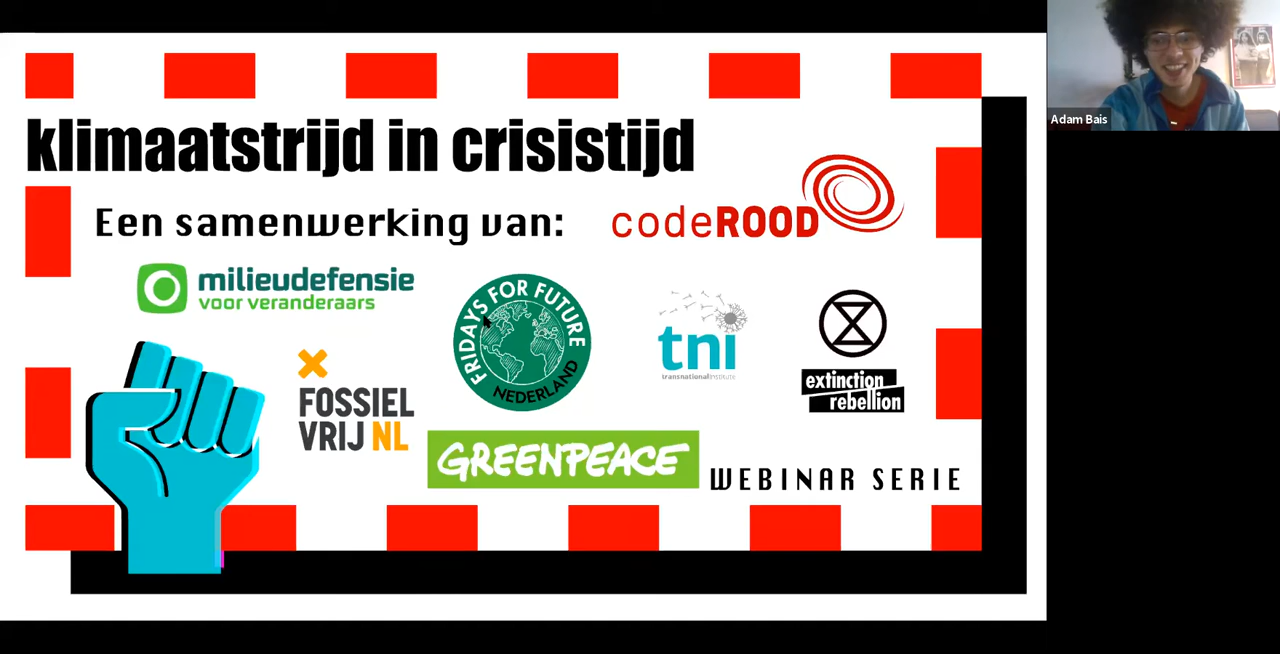 klimaatstrijd in crisistijd
Een samenwerking van:
codeROOD
milieudefensie
voor veranderaars
FRIDAYS FOR FUTURE
NEDERLAND
tni
transnationalinstitute
extinction
rebellion
FOSSIEL
VRIJ NL
GREENPEACE
WEBINAR SERIE
Adam Bais